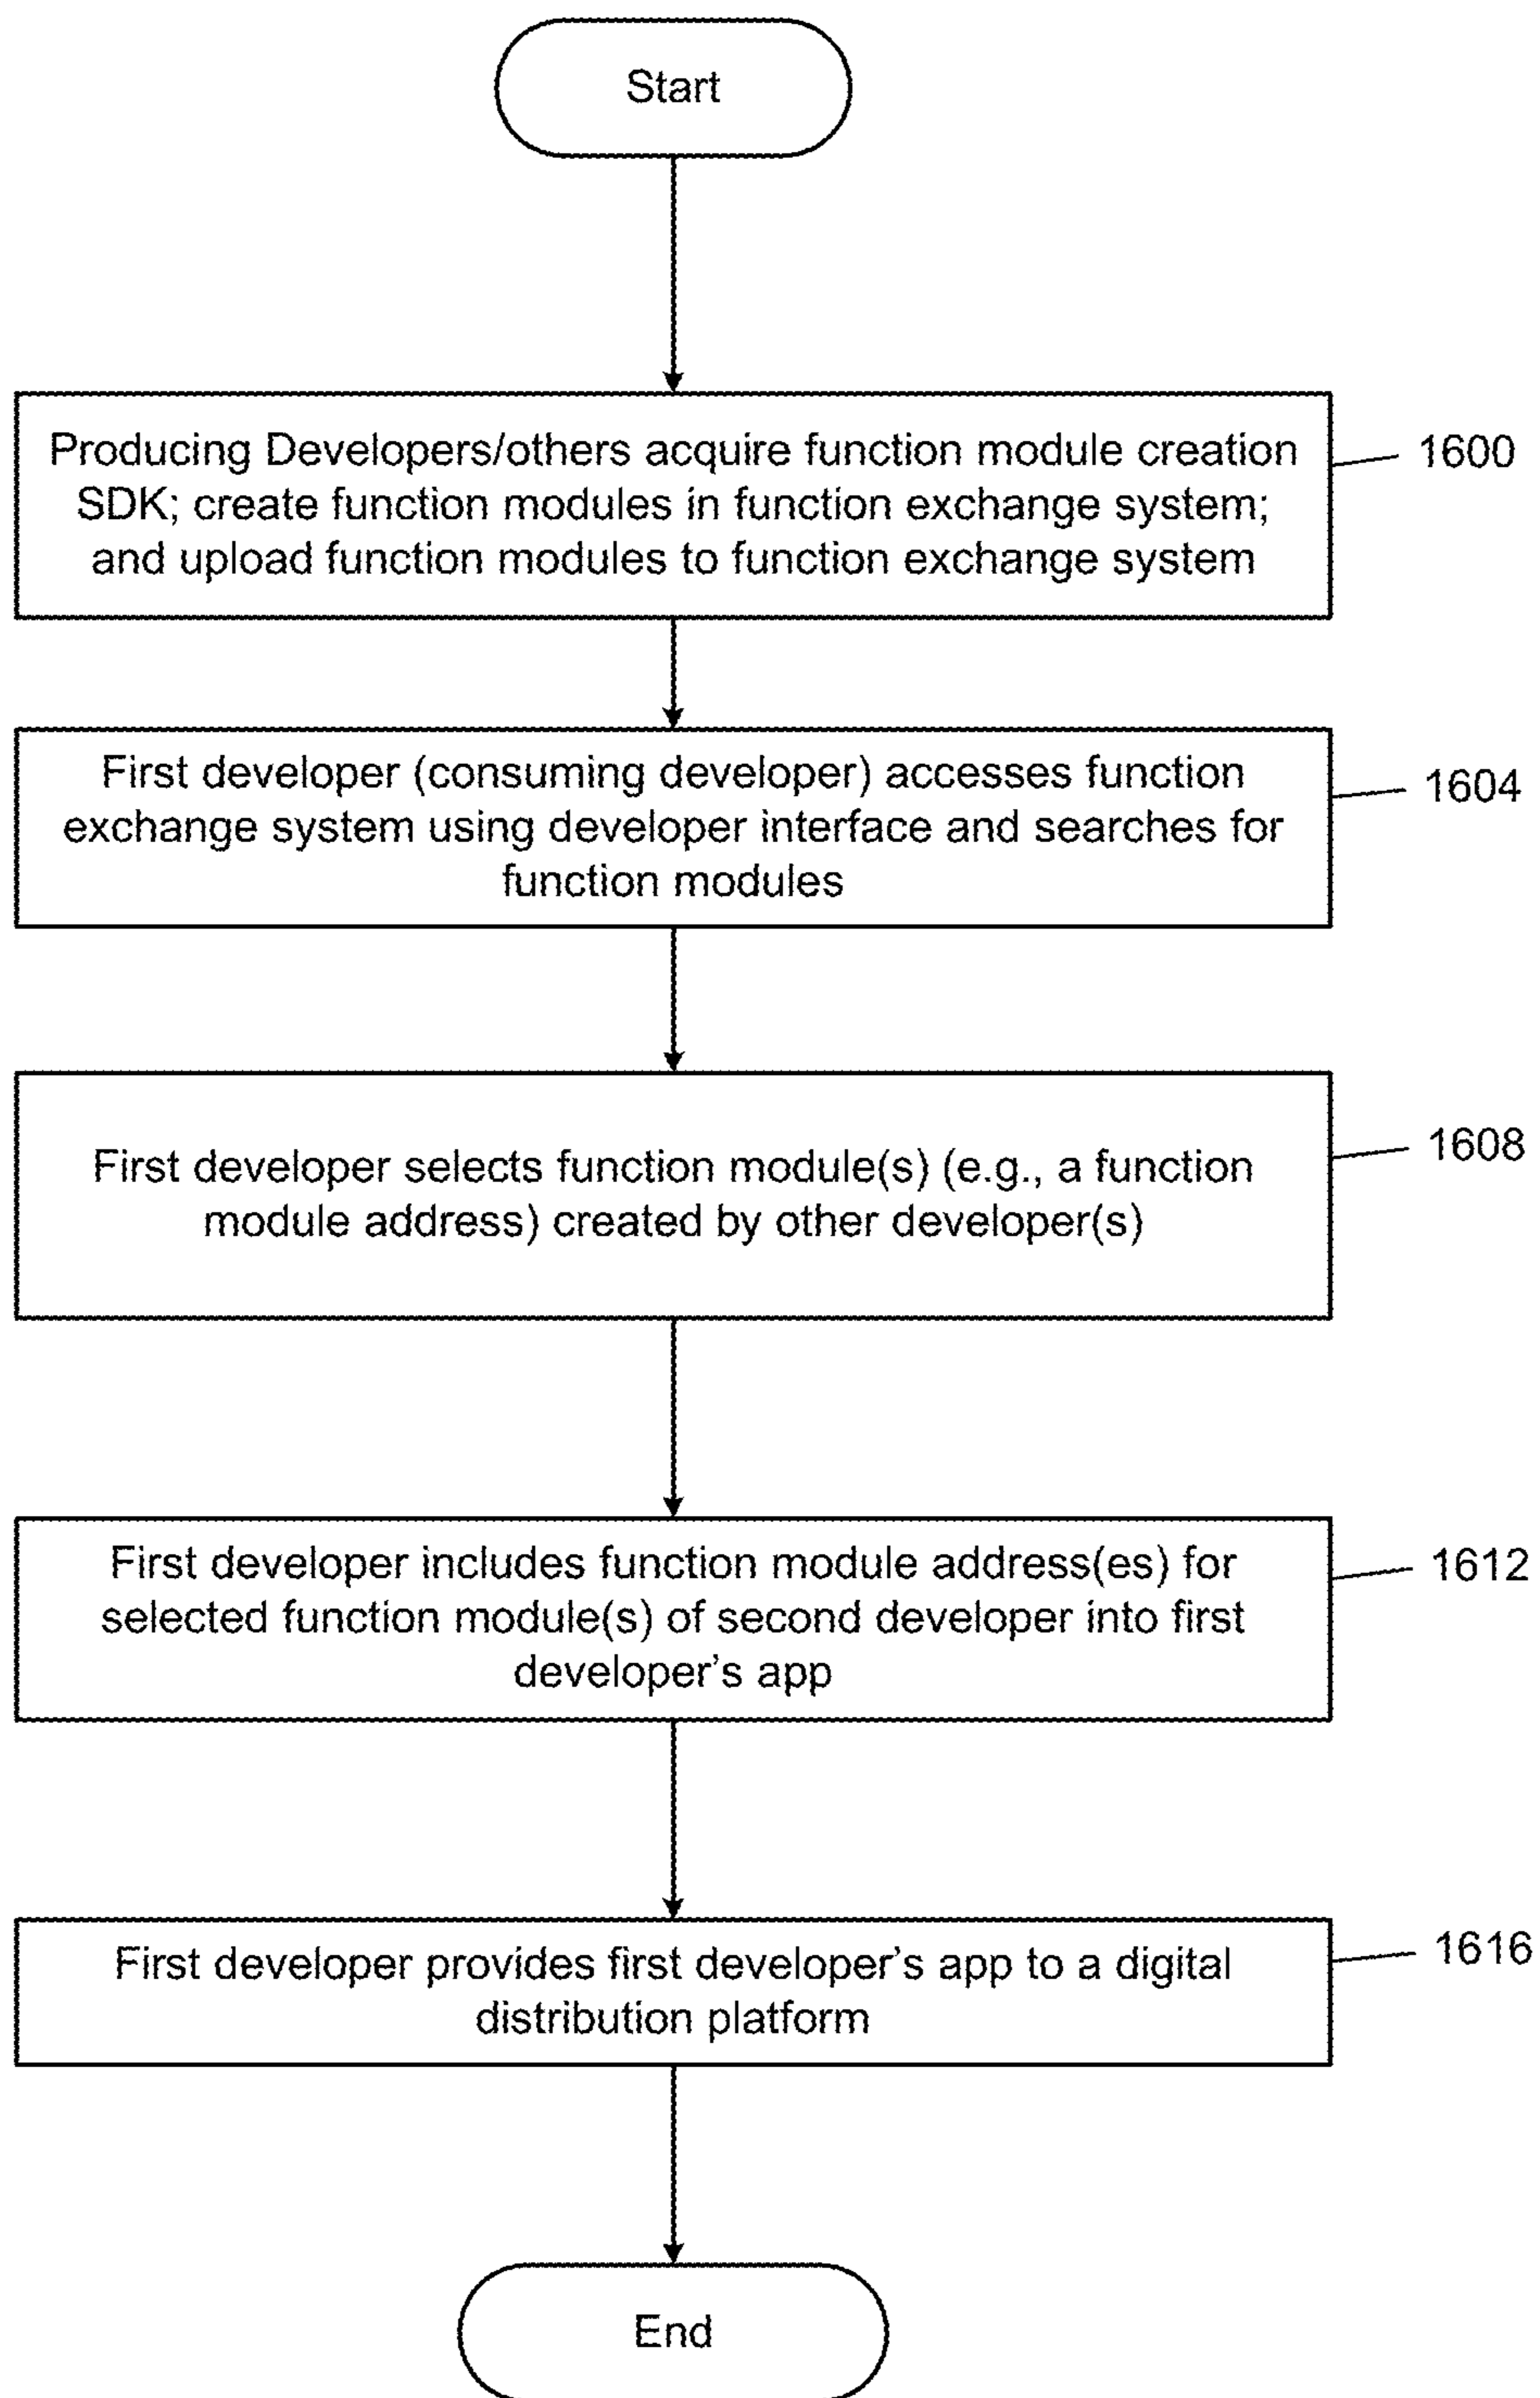 Start
Producing Developers/others acquire function module creation
SDK; create function modules in function exchange system;
and upload function modules to function exchange system
1600
First developer (consuming developer) accesses function
exchange system using developer interface and searches for
function modules
1604
First developer selects function module(s) (e.g., a function
module address) created by other developer(s)
1608
First developer includes function module address(es) for
selected function module(s) of second developer into first
developer's app
1612
First developer provides first developer's app to a digital
distribution platform
1616
End